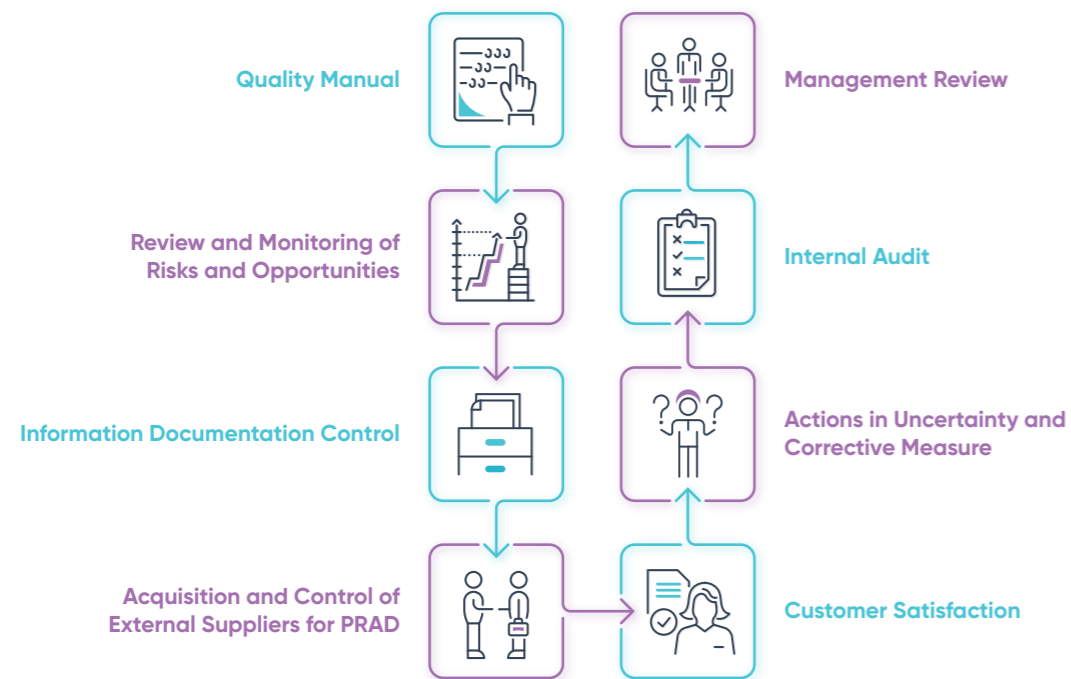 Quality Manual
Review and Monitoring of
Risks and Opportunities
Information Documentation Control
Acquisition and Control of
External Suppliers for PRAD
Customer Satisfaction
Actions in Uncertainty and
Corrective Measure
Internal Audit
Management Review